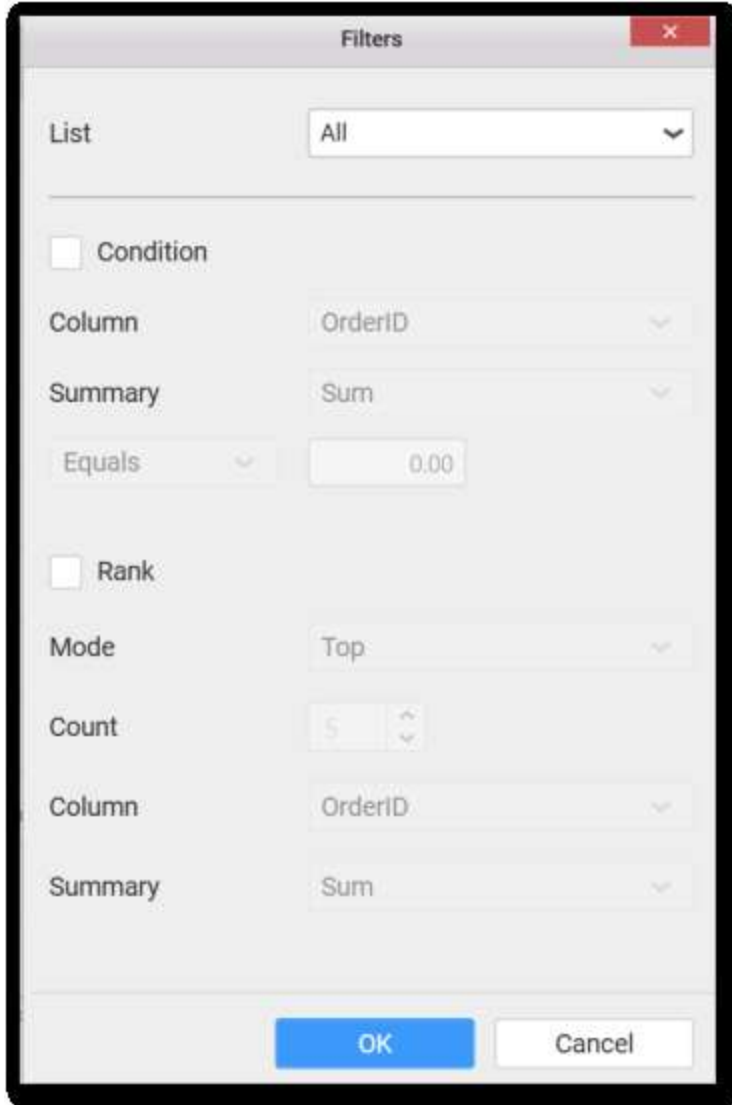 Filters
List All
Condition
Column OrderID
Summary Sum
Equals 0.00
Rank
Mode Top
Count 5
Column OrderID
Summary Sum
OK Cancel